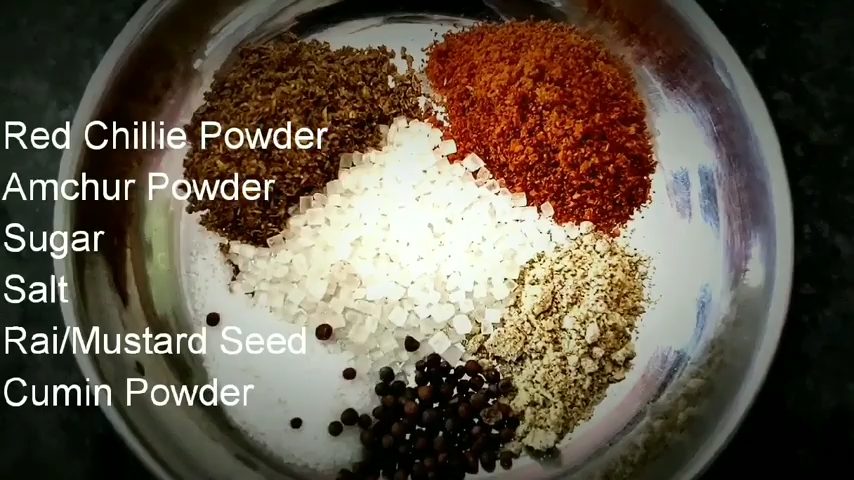 Red Chillie Powder
Amchur Powder
Sugar
Salt
Rai/Mustard Seed
Cumin Powder